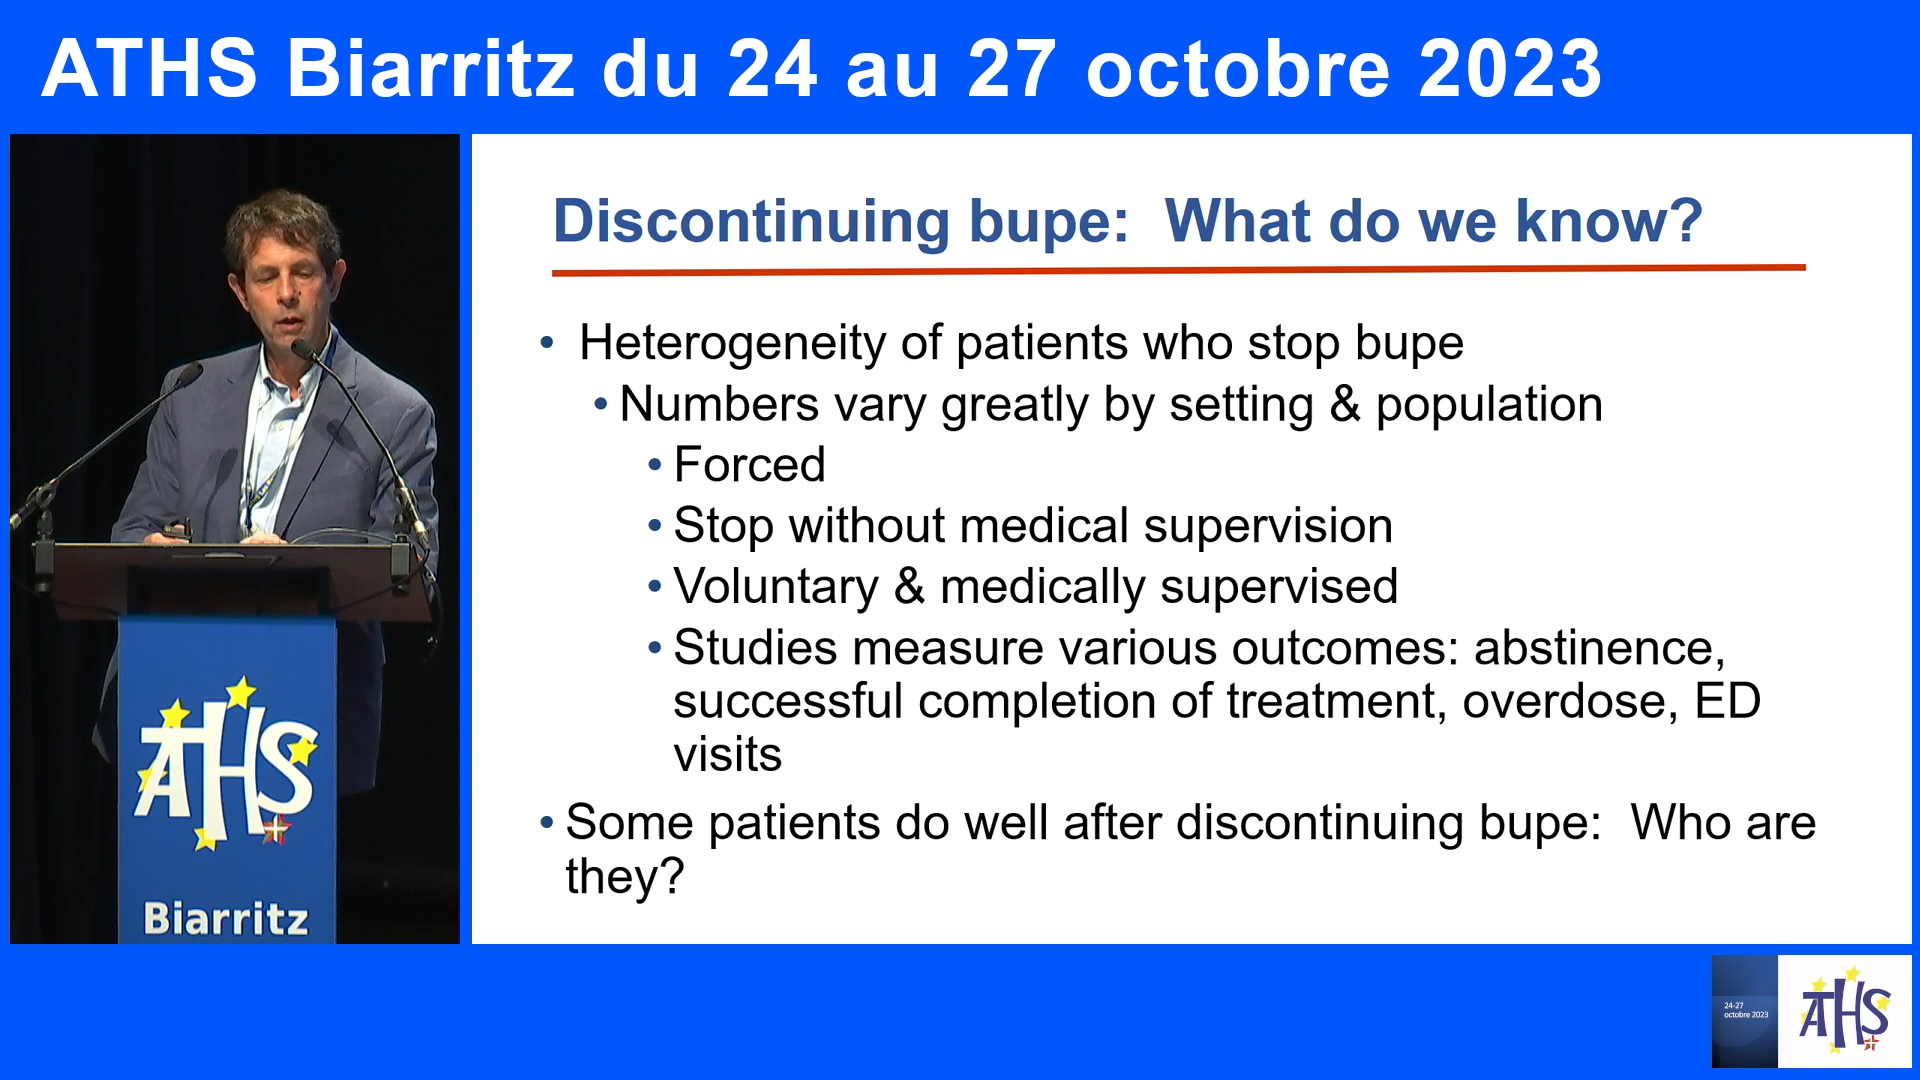 ATHS Biarritz du 24 au 27 octobre 2023
Discontinuing bupe: What do we know?
• Heterogeneity of patients who stop bupe
• Numbers vary greatly by setting & population
• Forced
• Stop without medical supervision
• Voluntary & medically supervised
• Studies measure various outcomes: abstinence,
successful completion of treatment, overdose, ED
visits
• Some patients do well after discontinuing bupe: Who are
they?
ATHS
Biarritz
24-27
octobre 2023
ATHS